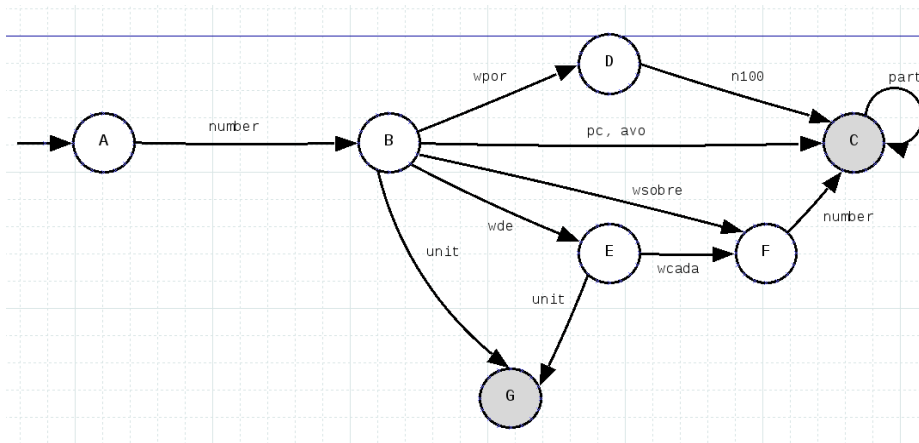 D
wpor
n100
part
number
pc, avo
A
B
C
wsobre
number
wde
unit
E
F
wcada
unit
G